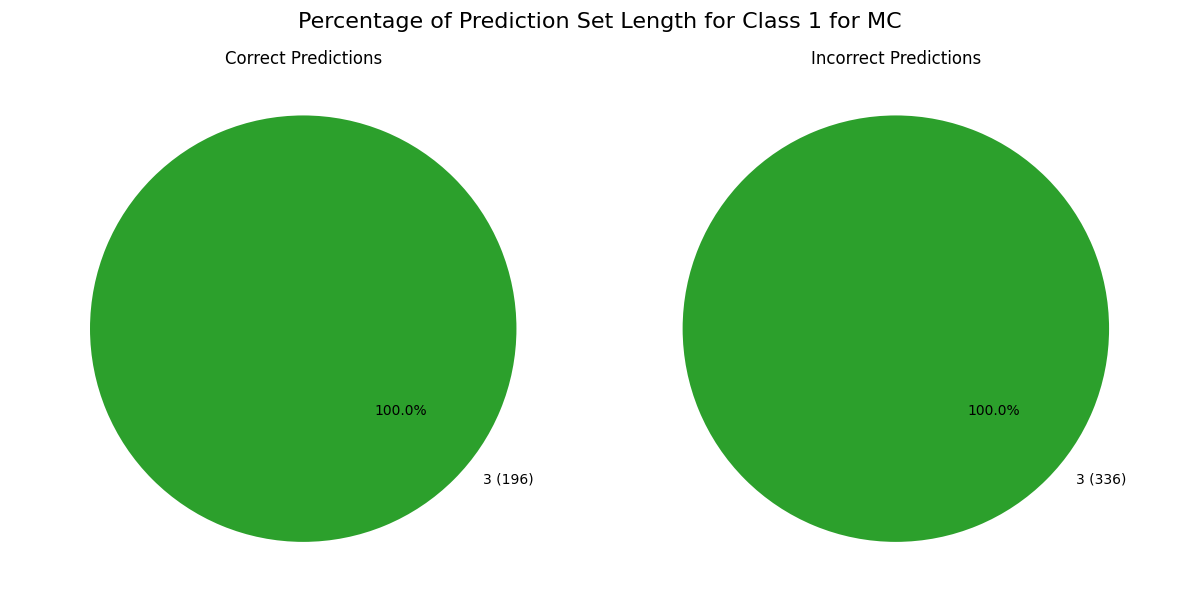 Percentage of Prediction Set Length for Class 1 for MC
Correct Predictions
100.0%
3 (196)
Incorrect Predictions
100.0%
3 (336)